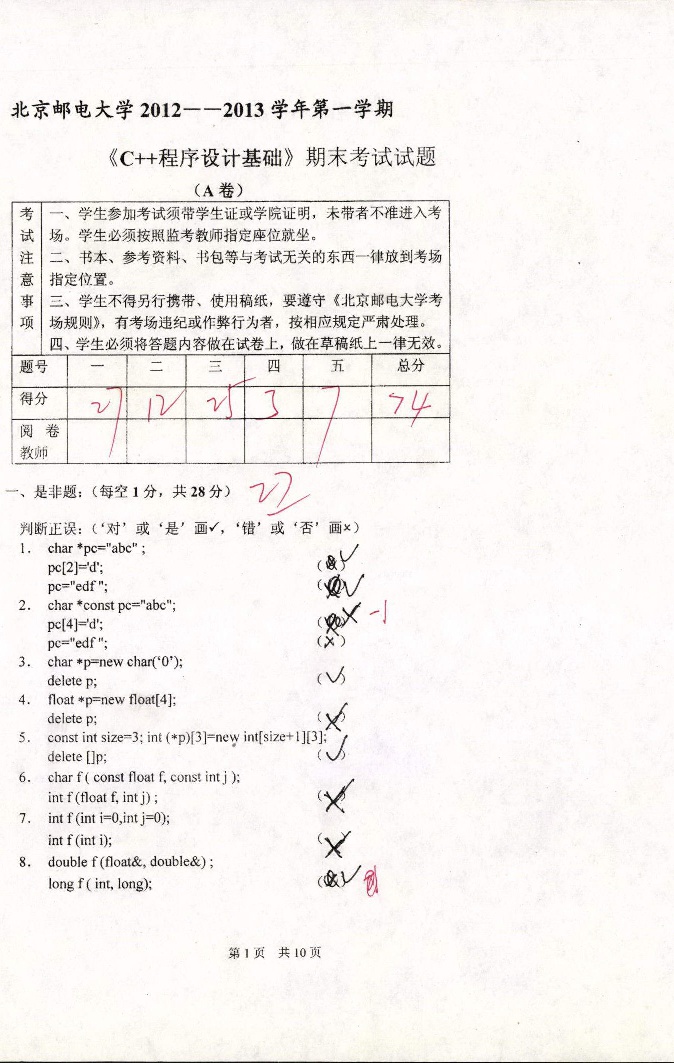 北京邮电大学 2012——2013 学年第一学期
《C++程序设计基础》期末考试试题
（A 卷）
考试注意事项
一、学生参加考试须带学生证或学院证明，未带者不准进入考
场。学生必须按照监考教师指定座位就坐。
二、书本、参考资料、书包等与考试无关的东西一律放到考场
指定位置。
三、学生不得另行携带、使用稿纸，要遵守《北京邮电大学考
场规则》，有考场违纪或作弊行为者，按相应规定严肃处理。
四、学生必须将答题内容做在试卷上，做在草稿纸上一律无效。
题号 一 二 三 四 五 总分
得分 27 12 25 3 7 74
阅 卷
教师
一、是非题：（每空 1 分，共 28 分） 27
判断正误：（‘对’或‘是’画✓，‘错’或‘否’画×）
1. char *pc="abc" ;
pc[2]='d'; ( ) ✓
pc="edf "; ( ) ✓
2. char *const pc="abc";
pc[4]='d'; ( ) × -1
pc="edf "; (×)
3. char *p=new char(‘0’);
delete p; (✓)
4. float *p=new float[4];
delete p; (×)
5. const int size=3; int (*p)[3]=new int[size+1][3];
delete []p; (✓)
6. char f ( const float f, const int j );
int f (float f, int j) ; (×)
7. int f (int i=0,int j=0);
int f (int i); (×)
8. double f (float&, double&) ;
long f ( int, long); ( ) ✓
第 1 页 共 10 页